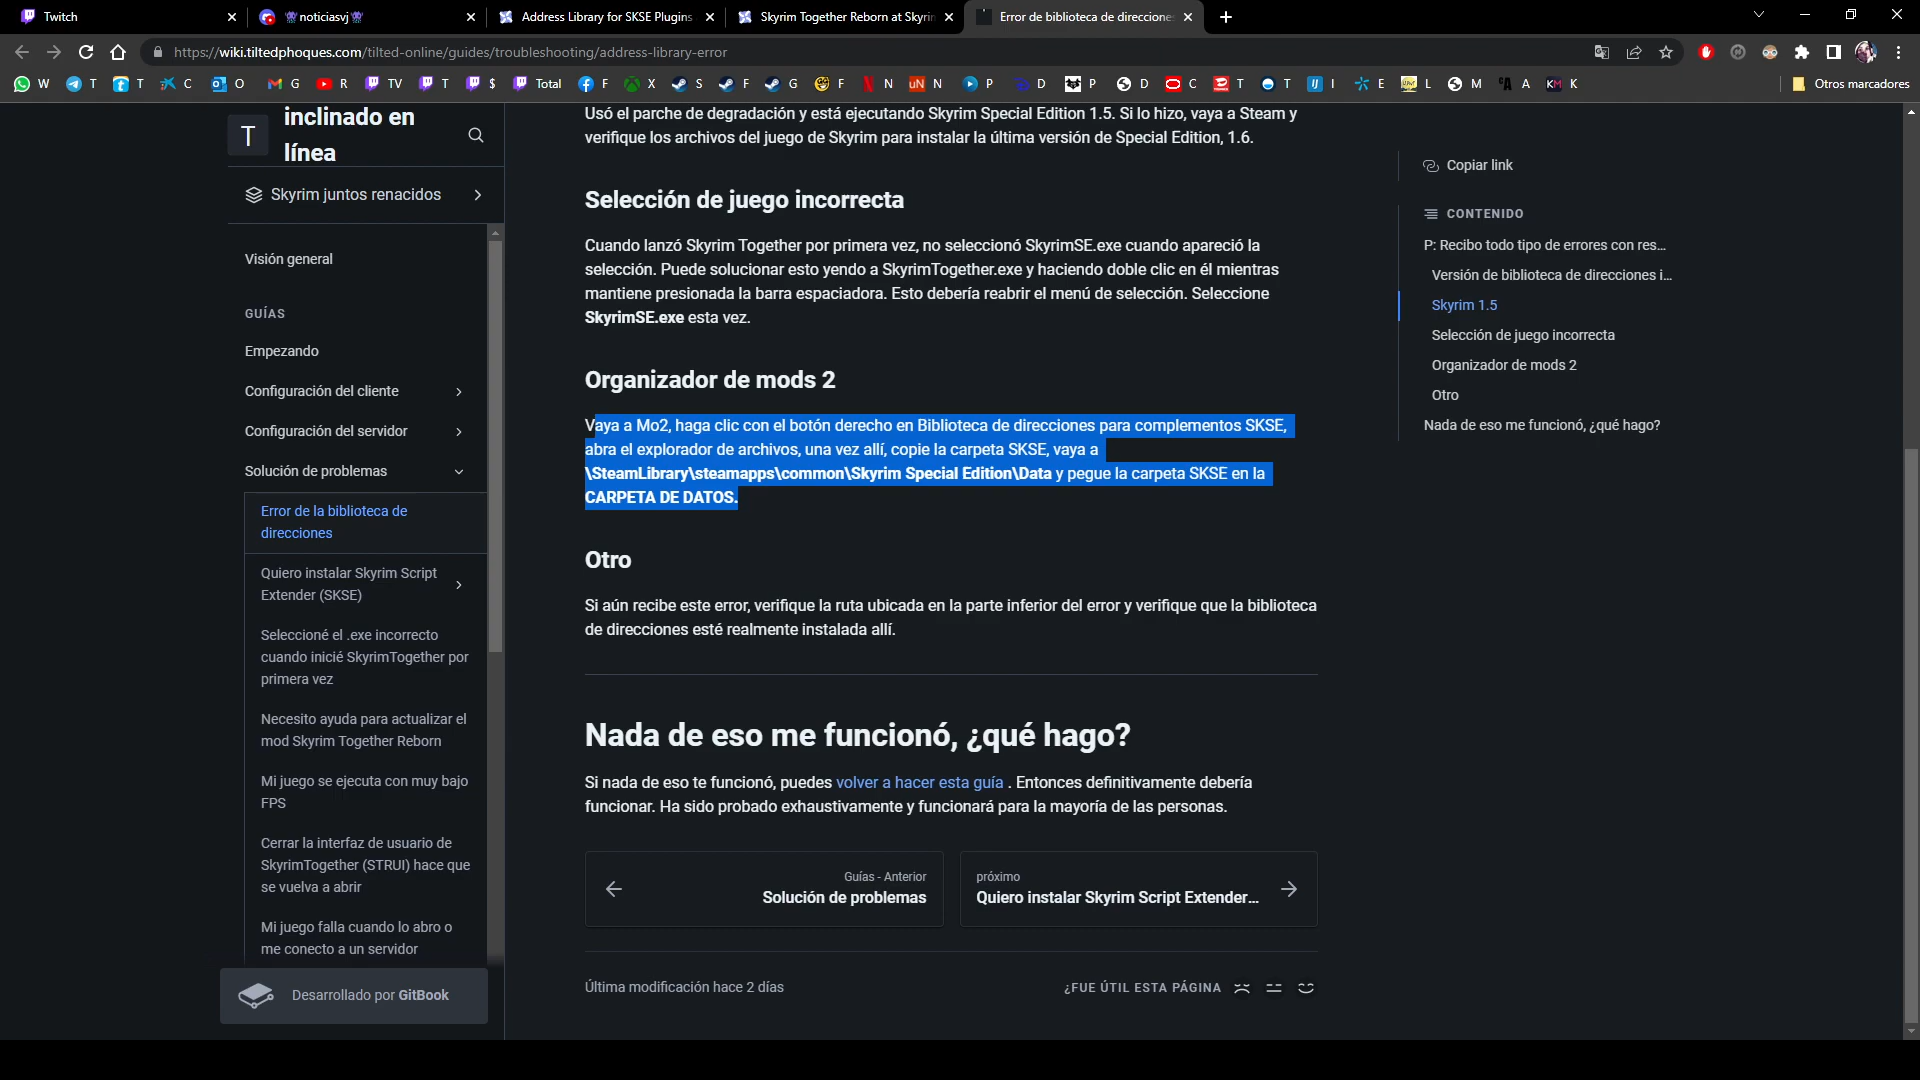 Twitch
noticiasvj
Address Library for SKSE Plugins
Skyrim Together Reborn at Skyrin
Error de biblioteca de direccione
https://wiki.tiltedphoques.com/tilted-online/guides/troubleshooting/address-library-error
W T T C O G R TV T $ Total F X S F G F N N P D P D C T T I E L M A K Otros marcadores
T
inclinado en
línea
Skyrim juntos renacidos
Visión general
GUÍAS
Empezando
Configuración del cliente
Configuración del servidor
Solución de problemas
Error de la biblioteca de
direcciones
Quiero instalar Skyrim Script
Extender (SKSE)
Seleccioné el .exe incorrecto
cuando inicié SkyrimTogether por
primera vez
Necesito ayuda para actualizar el
mod Skyrim Together Reborn
Mi juego se ejecuta con muy bajo
FPS
Cerrar la interfaz de usuario de
SkyrimTogether (STRUI) hace que
se vuelva a abrir
Mi juego falla cuando lo abro o
me conecto a un servidor
Desarrollado por GitBook
Usó el parche de degradación y está ejecutando Skyrim Special Edition 1.5. Si lo hizo, vaya a Steam y
verifique los archivos del juego de Skyrim para instalar la última versión de Special Edition, 1.6.
Selección de juego incorrecta
Cuando lanzó Skyrim Together por primera vez, no seleccionó SkyrimSE.exe cuando apareció la
selección. Puede solucionar esto yendo a SkyrimTogether.exe y haciendo doble clic en él mientras
mantiene presionada la barra espaciadora. Esto debería reabrir el menú de selección. Seleccione
SkyrimSE.exe esta vez.
Organizador de mods 2
Vaya a Mo2, haga clic con el botón derecho en Biblioteca de direcciones para complementos SKSE,
abra el explorador de archivos, una vez allí, copie la carpeta SKSE, vaya a
\SteamLibrary\steamapps\common\Skyrim Special Edition\Data y pegue la carpeta SKSE en la
CARPETA DE DATOS.
Otro
Si aún recibe este error, verifique la ruta ubicada en la parte inferior del error y verifique que la biblioteca
de direcciones esté realmente instalada allí.
Nada de eso me funcionó, ¿qué hago?
Si nada de eso te funcionó, puedes volver a hacer esta guía . Entonces definitivamente debería
funcionar. Ha sido probado exhaustivamente y funcionará para la mayoría de las personas.
Guías - Anterior
Solución de problemas
próximo
Quiero instalar Skyrim Script Extender...
Última modificación hace 2 días
¿FUE ÚTIL ESTA PÁGINA
Copiar link
CONTENIDO
P: Recibo todo tipo de errores con res...
Versión de biblioteca de direcciones i...
Skyrim 1.5
Selección de juego incorrecta
Organizador de mods 2
Otro
Nada de eso me funcionó, ¿qué hago?